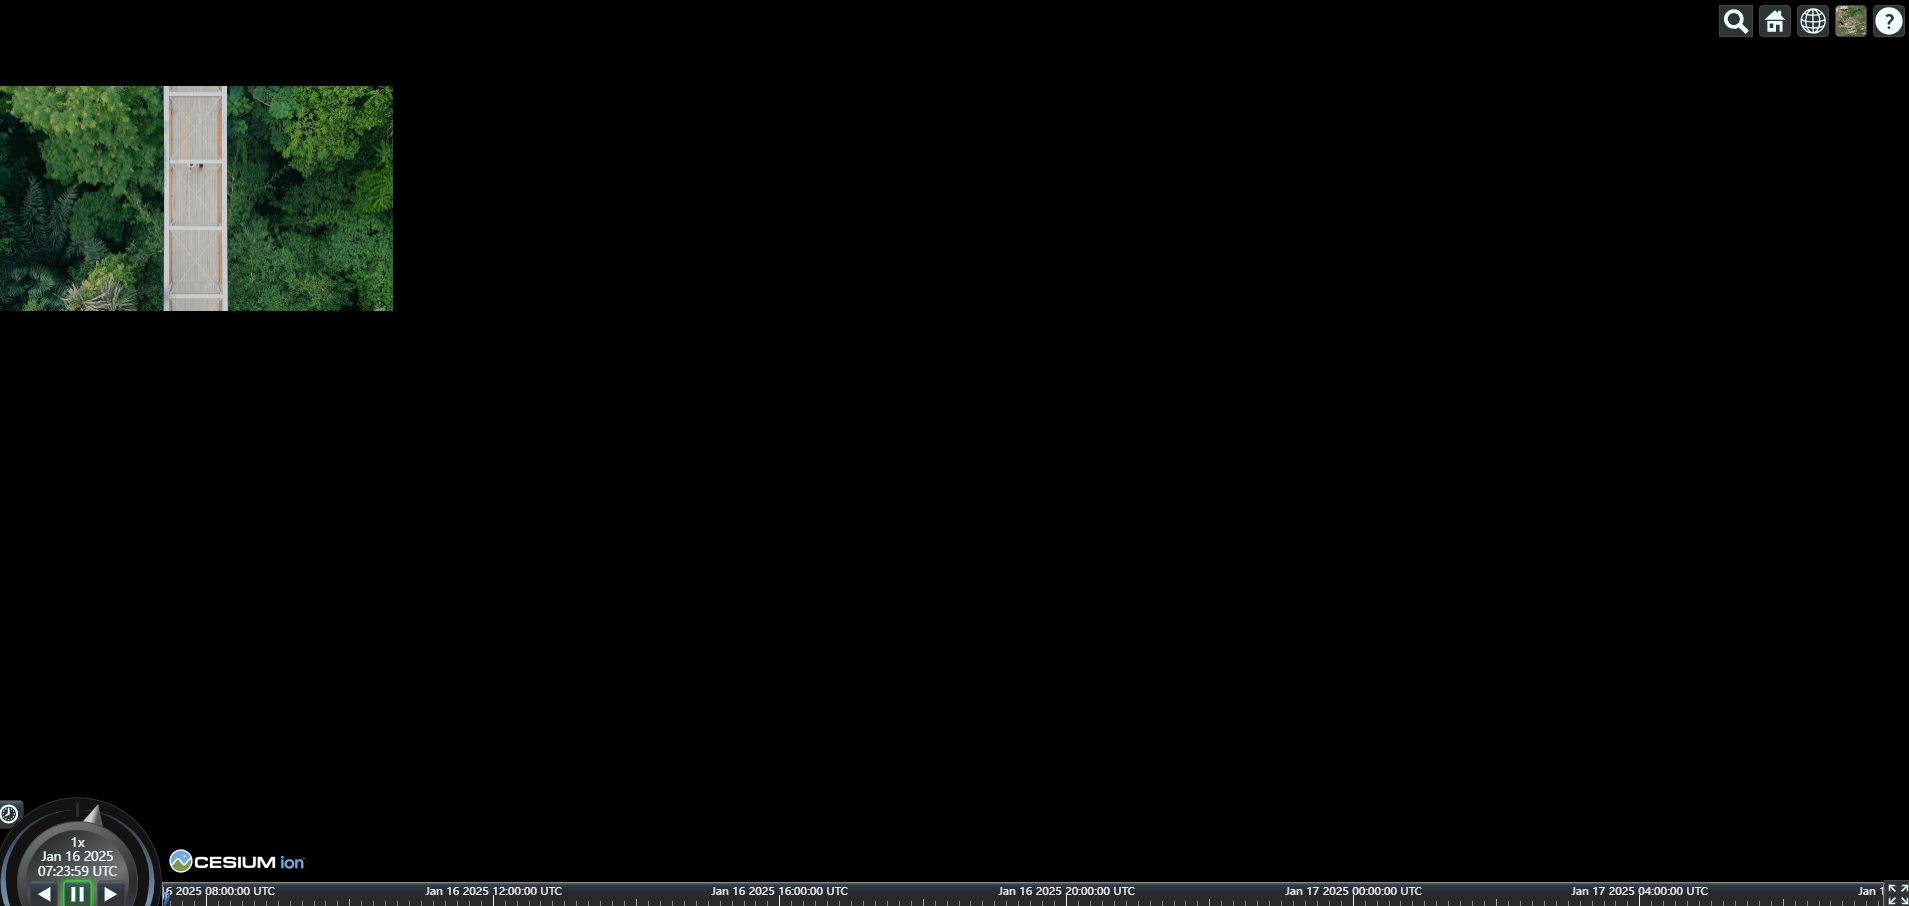 ?
1x
Jan 16 2025
07:23:59 UTC
CESIUM ion
6 2025 08:00:00 UTC
Jan 16 2025 12:00:00 UTC
Jan 16 2025 16:00:00 UTC
Jan 16 2025 20:00:00 UTC
Jan 17 2025 00:00:00 UTC
Jan 17 2025 04:00:00 UTC
Jan 1